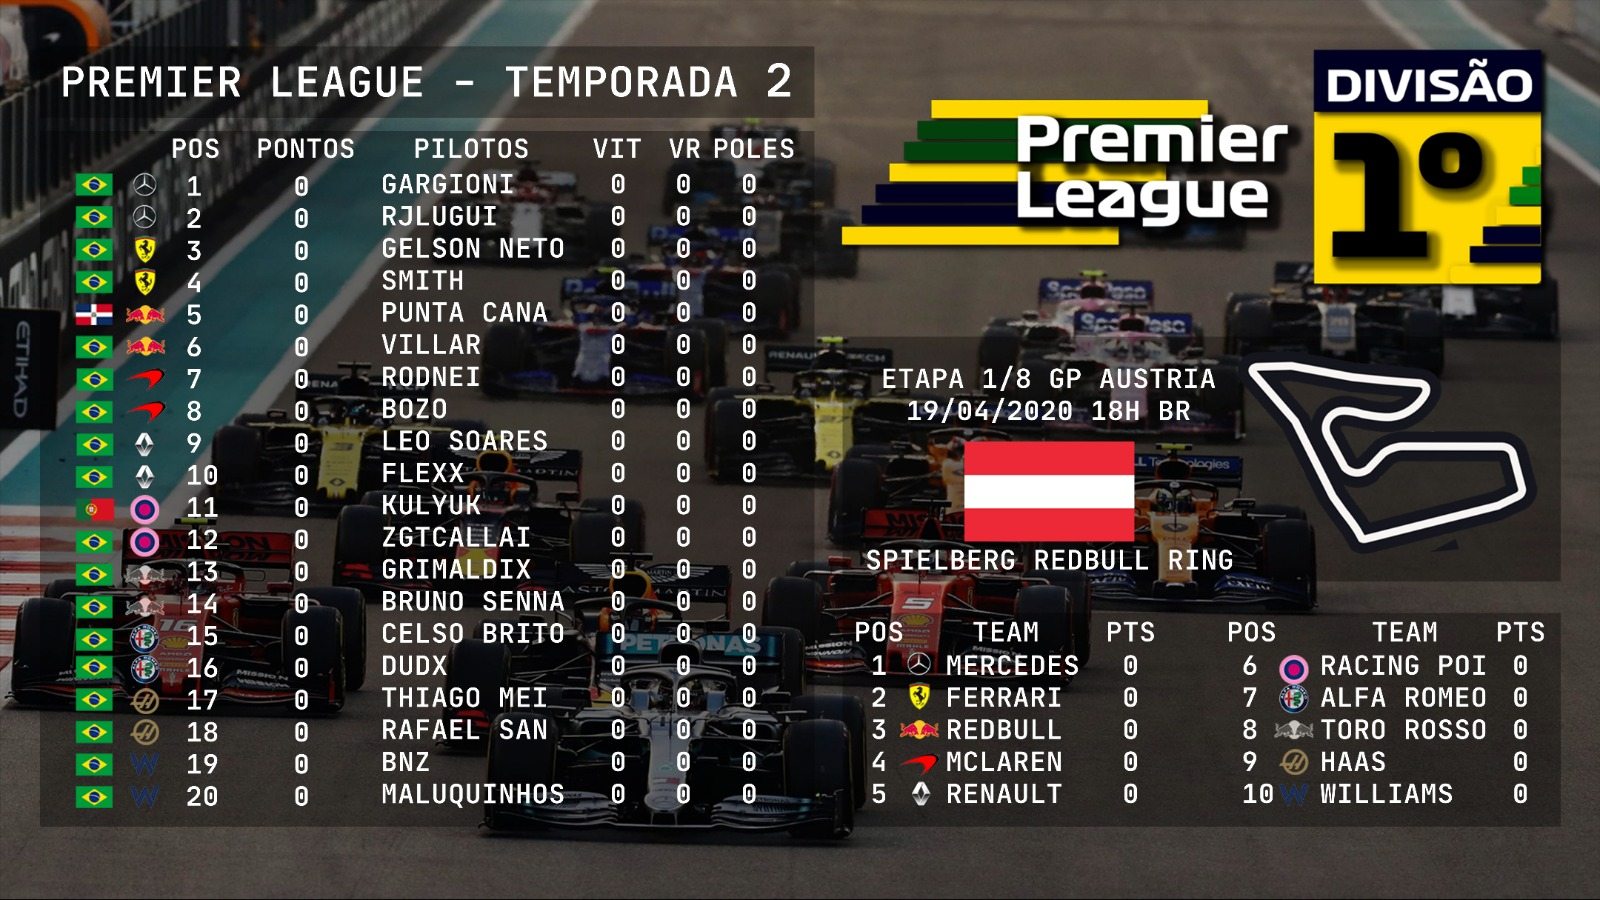 PREMIER LEAGUE - TEMPORADA 2
POS PONTOS PILOTOS VIT VR POLES
1 0 GARGIONI 0 0 0
2 0 RJLUGUI 0 0 0
3 0 GELSON NETO 0 0 0
4 0 SMITH 0 0 0
5 0 PUNTA CANA 0 0 0
6 0 VILLAR 0 0 0
7 0 RODNEI 0 0 0
8 0 BOZO 0 0 0
9 0 LEO SOARES 0 0 0
10 0 FLEXX 0 0 0
11 0 KULYUK 0 0 0
12 0 ZGTCALLAI 0 0 0
13 0 GRIMALDIX 0 0 0
14 0 BRUNO SENNA 0 0 0
15 0 CELSO BRITO 0 0 0
16 0 DUDX 0 0 0
17 0 THIAGO MEI 0 0 0
18 0 RAFAEL SAN 0 0 0
19 0 BNZ 0 0 0
20 0 MALUQUINHOS 0 0 0
Premier
League
DIVISÃO
1º
ETAPA 1/8 GP AUSTRIA
19/04/2020 18H BR
SPIELBERG REDBULL RING
POS TEAM PTS
1 MERCEDES 0
2 FERRARI 0
3 REDBULL 0
4 MCLAREN 0
5 RENAULT 0
POS TEAM PTS
6 RACING POI 0
7 ALFA ROMEO 0
8 TORO ROSSO 0
9 HAAS 0
10 WILLIAMS 0
ETIHAD
PETRONAS
5
16